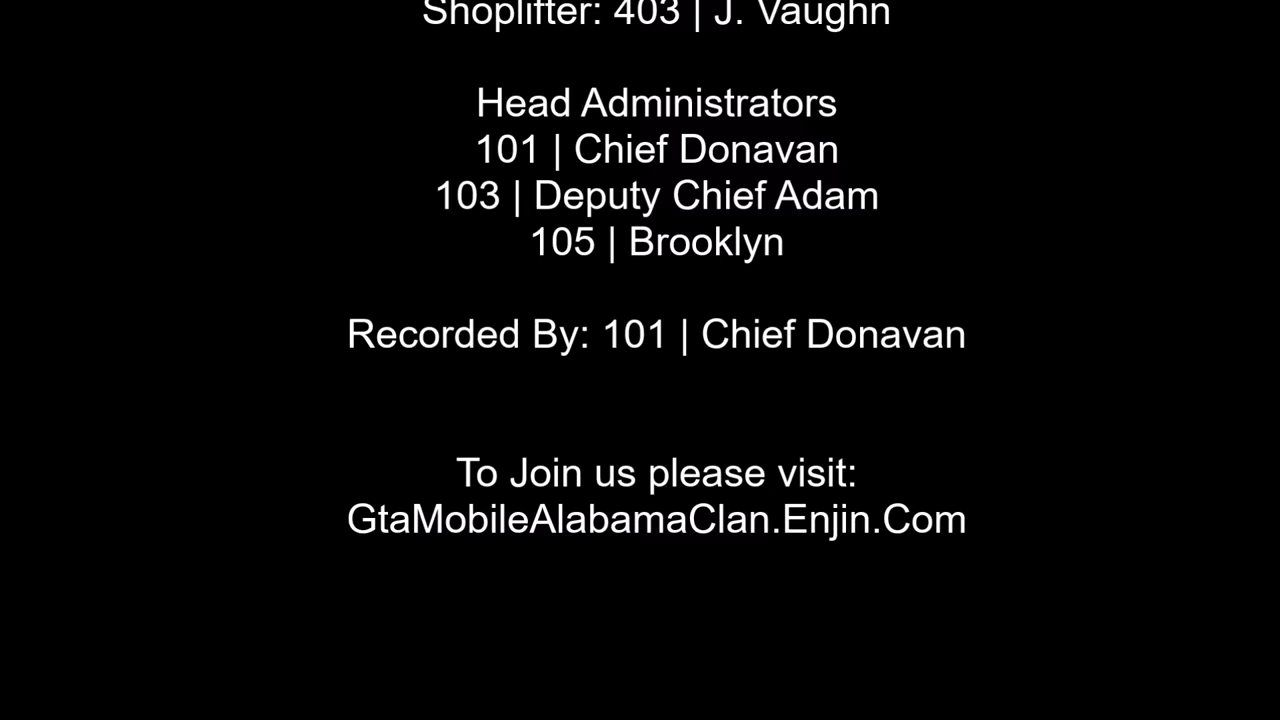 Shoplifter: 403 | J. Vaughn
Head Administrators
101 | Chief Donavan
103 | Deputy Chief Adam
105 | Brooklyn
Recorded By: 101 | Chief Donavan
To Join us please visit:
GtaMobileAlabamaClan.Enjin.Com